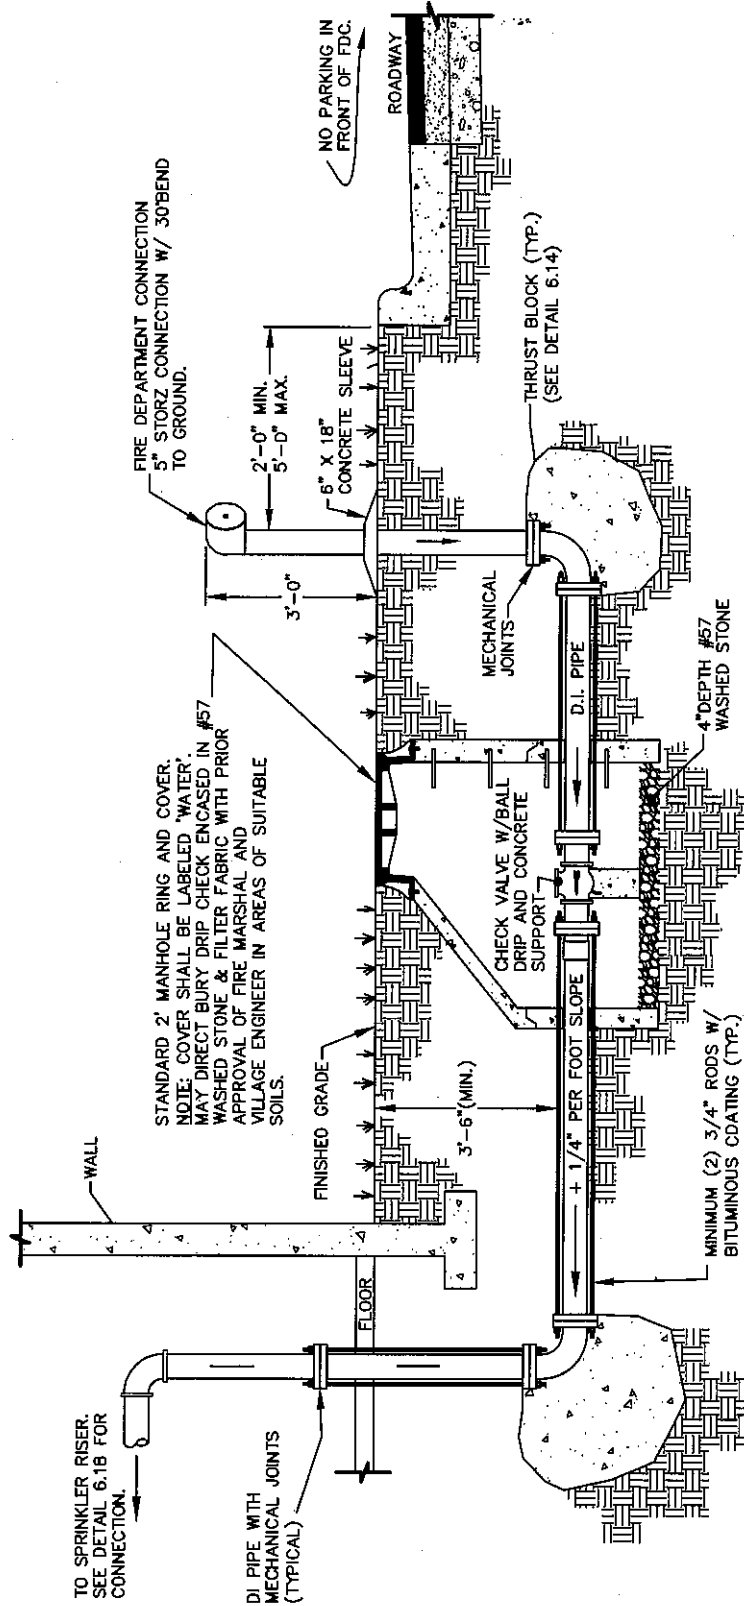 TO SPRINKLER RISER.
SEE DETAIL 6.18 FOR
CONNECTION.
DI PIPE WITH
MECHANICAL JOINTS
(TYPICAL)
WALL
FLOOR
STANDARD 2' MANHOLE RING AND COVER.
NOTE: COVER SHALL BE LABELED "WATER".
MAY DIRECT BURY DRIP CHECK ENCASED IN #57
WASHED STONE & FILTER FABRIC WITH PRIOR
APPROVAL OF FIRE MARSHAL AND
VILLAGE ENGINEER IN AREAS OF SUITABLE
SOILS.
FINISHED GRADE
3'-6"(MIN.)
+ 1/4" PER FOOT SLOPE
MINIMUM (2) 3/4" RODS W/
BITUMINOUS COATING (TYP.)
CHECK VALVE W/BALL
DRIP AND CONCRETE
SUPPORT
D.I. PIPE
4"DEPTH #57
WASHED STONE
MECHANICAL
JOINTS
3'-0"
FIRE DEPARTMENT CONNECTION
5" STORZ CONNECTION W/ 30°BEND
TO GROUND.
2'-0" MIN.
5'-0" MAX.
6" X 18"
CONCRETE SLEEVE
THRUST BLOCK (TYP.)
(SEE DETAIL 6.14)
NO PARKING IN
FRONT OF FDC.
ROADWAY